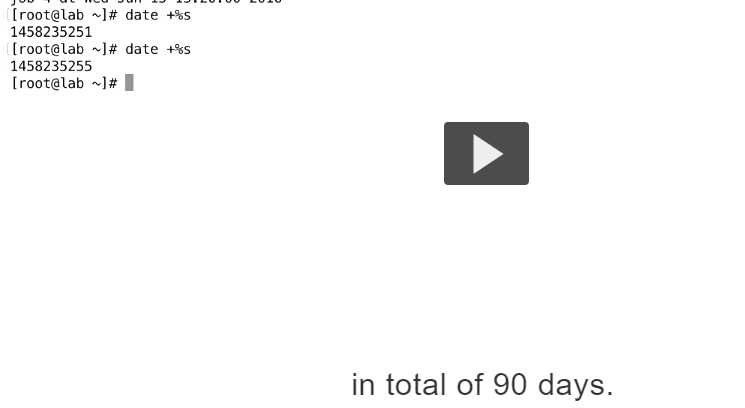 [root@lab ~]# date +%s
1458235251
[root@lab ~]# date +%s
1458235255
[root@lab ~]#
in total of 90 days.